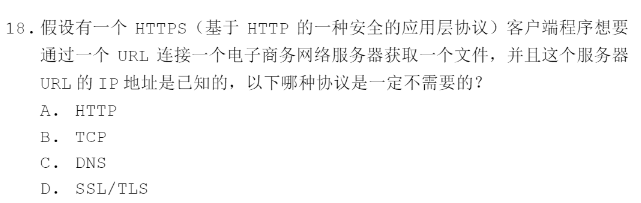 18.假设有一个 HTTPS（基于 HTTP 的一种安全的应用层协议）客户端程序想要
通过一个 URL 连接一个电子商务网络服务器获取一个文件，并且这个服务器
URL 的 IP 地址是已知的，以下哪种协议是一定不需要的？
A. HTTP
B. TCP
C. DNS
D. SSL/TLS